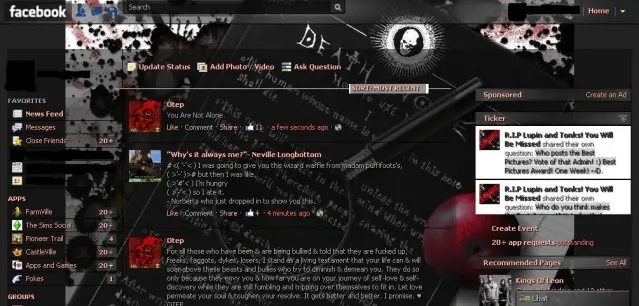 facebook
Search
Home
DEATH
Update Status Add Photo / Video Ask Question
SORT: MOST RECENT
FAVORITES
News Feed
Messages
Close Friends 20+
20+
APPS
FarmVille 20+
The Sims Social 20+
Pioneer Trail 4
CastleVille 20+
Apps and Games 20+
Pokes 1
GROUPS
Otep
You Are Not Alone
Like · Comment · Share · 11 · a few seconds ago ·
"Why's it always me?"- Neville Longbottom
I was going to give you this wizard waffle from madam puffifoot's,
but then I was like,
I'm hungry
so I ate it.
- Norberta who just dropped in to show you this.
Like · Comment · Share · 4 · 4 minutes ago ·
Otep
For all those who have been & are being bullied & told that they are fucked up,
freaks, faggots, dykes, losers, I stand as a living testament that your life can & will
soar above these beasts and bullies who try to diminish & demean you. They do so
only because they envy you & how far you are on your journey of self-love & self-
discovery while they are still fumbling and tripping over themselves to fit in. Let love
permeate your soul & toughen your resolve. It gets better and better. I promise. ♥
OTEP
Sponsored Create an Ad
Ticker
R.I.P Lupin and Tonks! You Will
Be Missed shared their own
question: Who posts the Best
Pictures? Vote of that Admin! :) Best
Pictures Award! One Week! ~D.
R.I.P Lupin and Tonks! You Will
Be Missed shared their own
question: Who do you think makes
Create Event
20+ app requests outstanding
Recommended Pages See All
Kings Of Leon
Chat